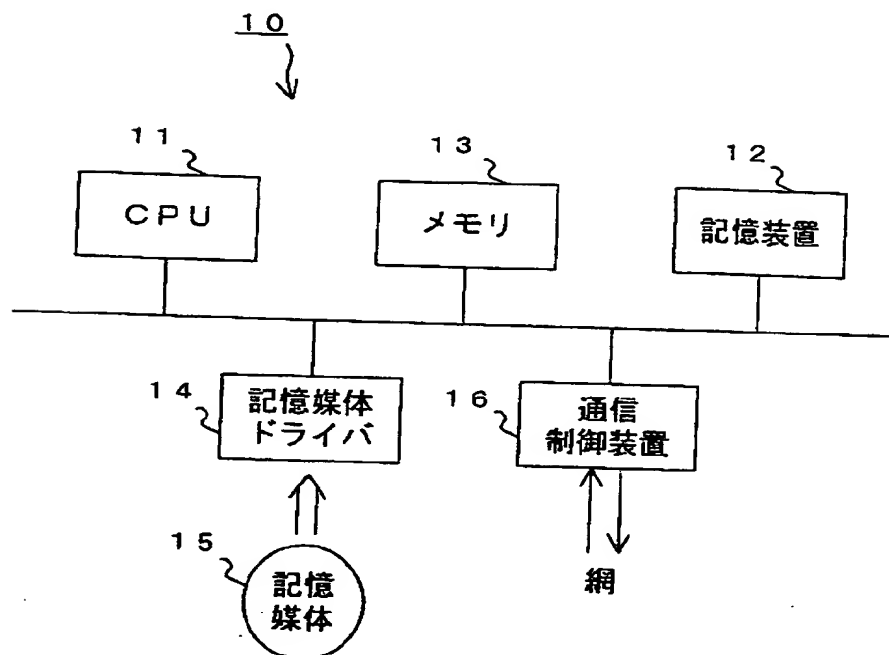 １０
１１
１３
１２
ＣＰＵ
メモリ
記憶装置
１４
記憶媒体
ドライバ
１６
通信
制御装置
１５
記憶
媒体
網